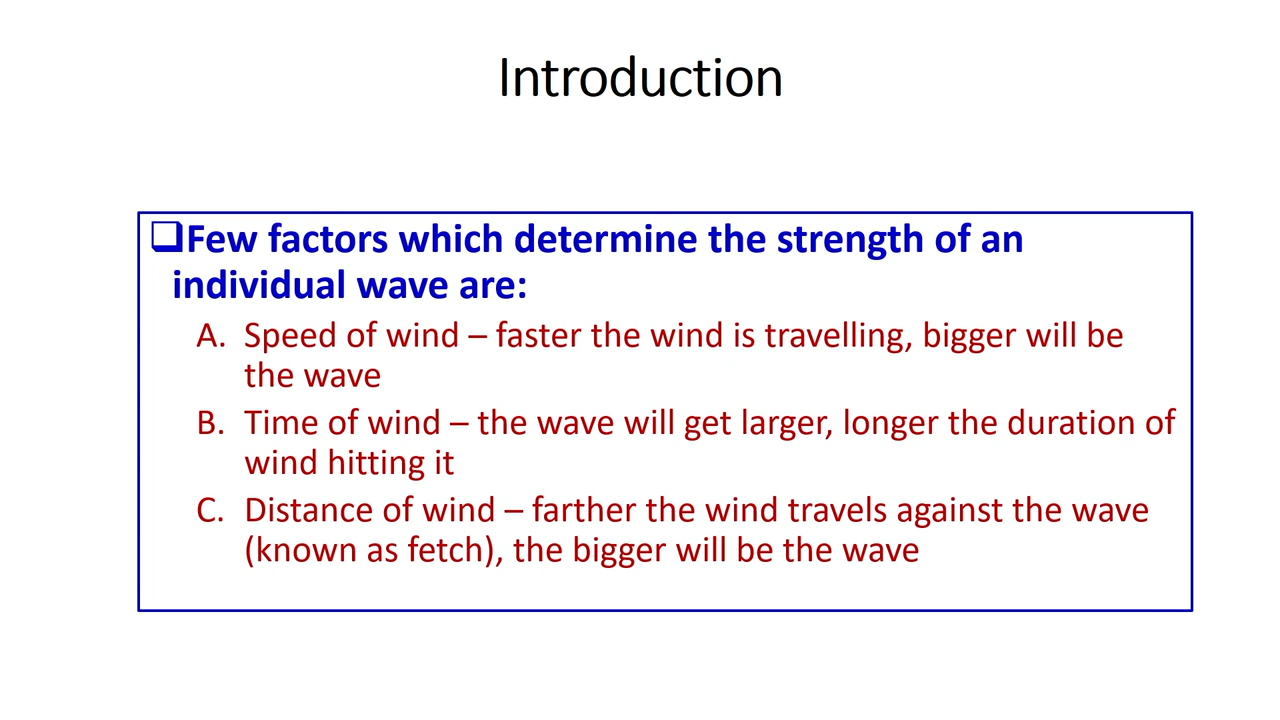 Introduction
❑Few factors which determine the strength of an
individual wave are:
A. Speed of wind – faster the wind is travelling, bigger will be
the wave
B. Time of wind – the wave will get larger, longer the duration of
wind hitting it
C. Distance of wind – farther the wind travels against the wave
(known as fetch), the bigger will be the wave